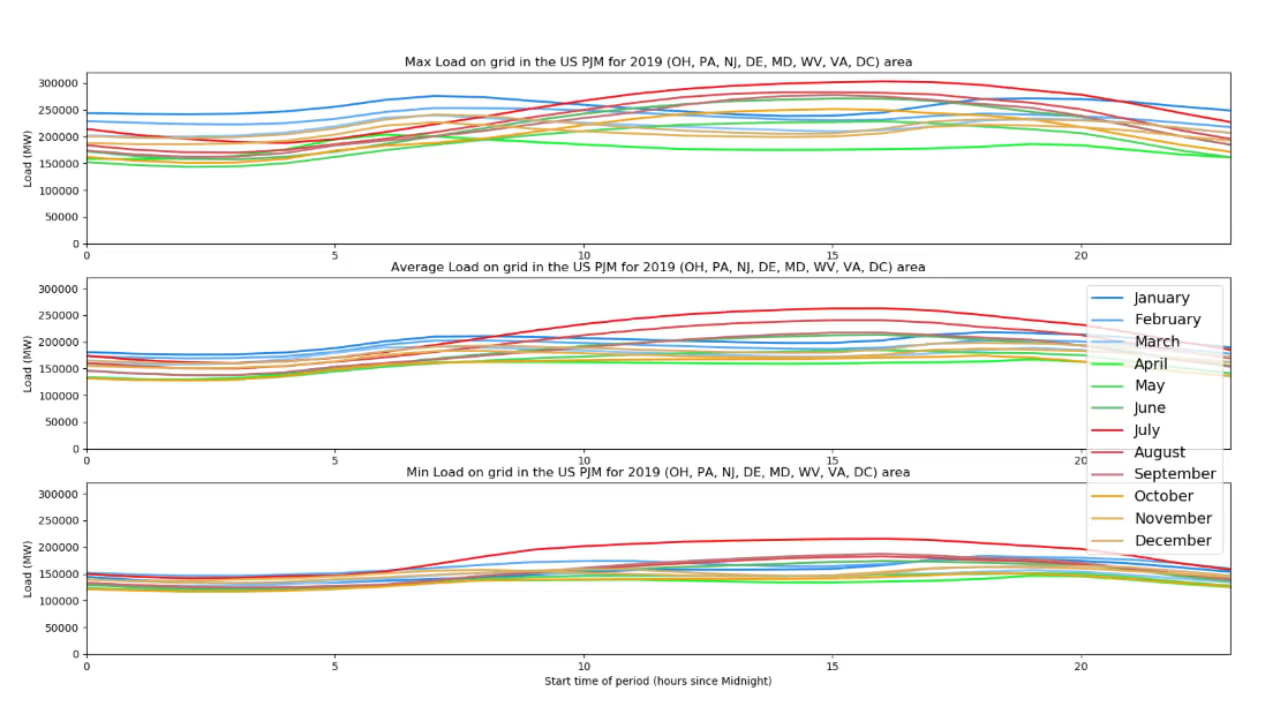 Max Load on grid in the US PJM for 2019 (OH, PA, NJ, DE, MD, WV, VA, DC) area
300000
250000
200000
150000
100000
50000
0
Load (MW)
0 5 10 15 20
Average Load on grid in the US PJM for 2019 (OH, PA, NJ, DE, MD, WV, VA, DC) area
300000
250000
200000
150000
100000
50000
0
Load (MW)
0 5 10 15 20
January
February
March
April
May
June
July
August
September
October
November
December
Min Load on grid in the US PJM for 2019 (OH, PA, NJ, DE, MD, WV, VA, DC) area
300000
250000
200000
150000
100000
50000
0
Load (MW)
0 5 10 15 20
Start time of period (hours since Midnight)